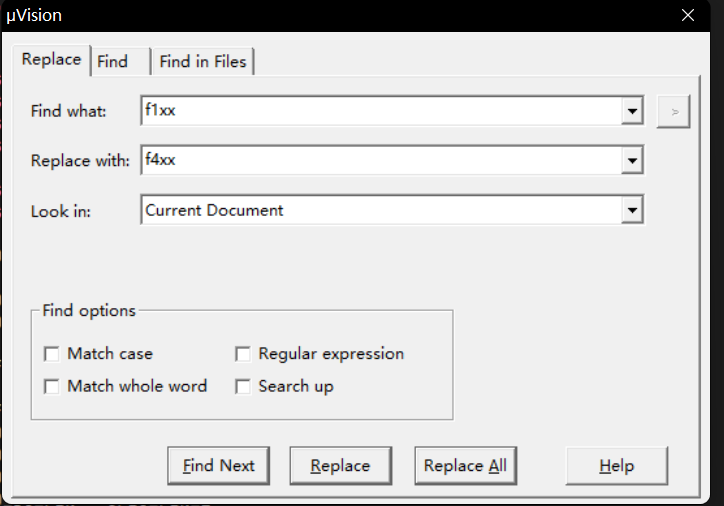 µVision
Replace Find Find in Files
Find what: f1xx
Replace with: f4xx
Look in: Current Document
Find options
Match case Regular expression
Match whole word Search up
Find Next Replace Replace All Help